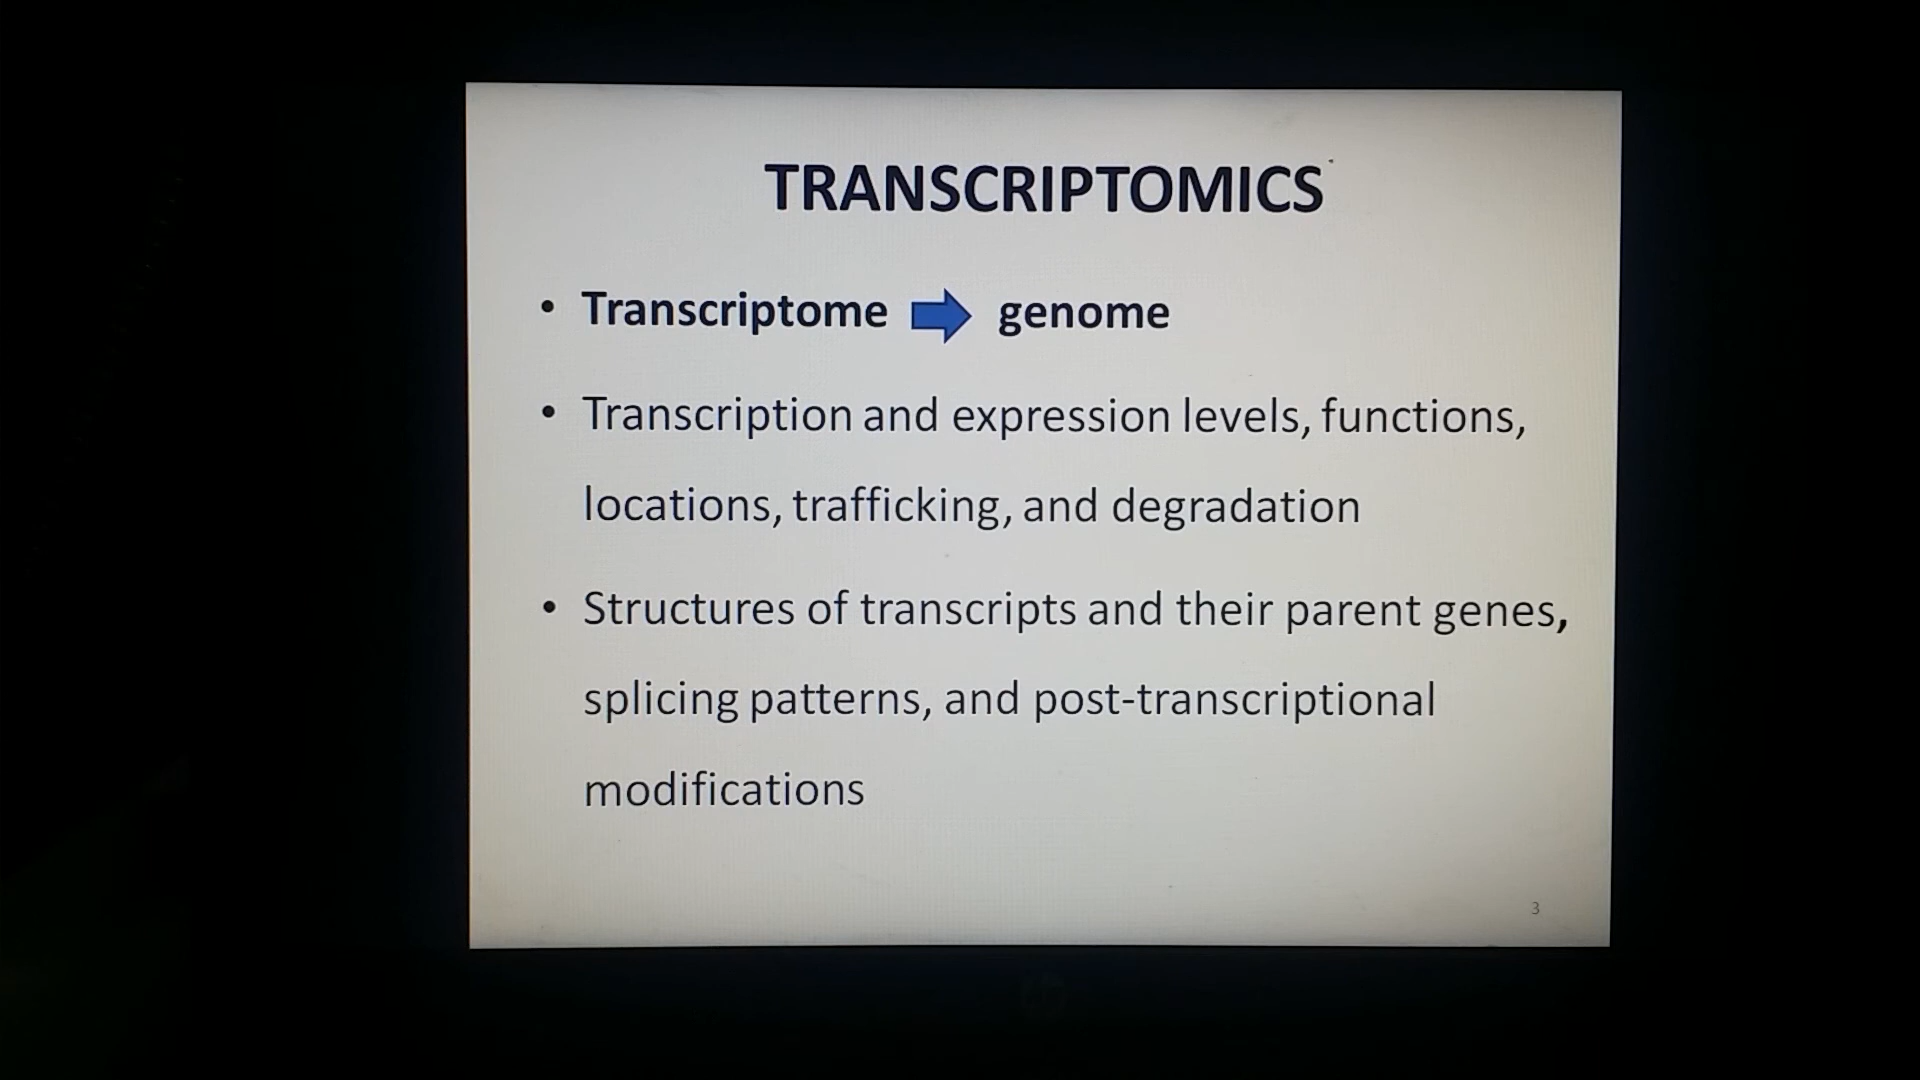 TRANSCRIPTOMICS
• Transcriptome ➡ genome
• Transcription and expression levels, functions,
locations, trafficking, and degradation
• Structures of transcripts and their parent genes,
splicing patterns, and post-transcriptional
modifications
3